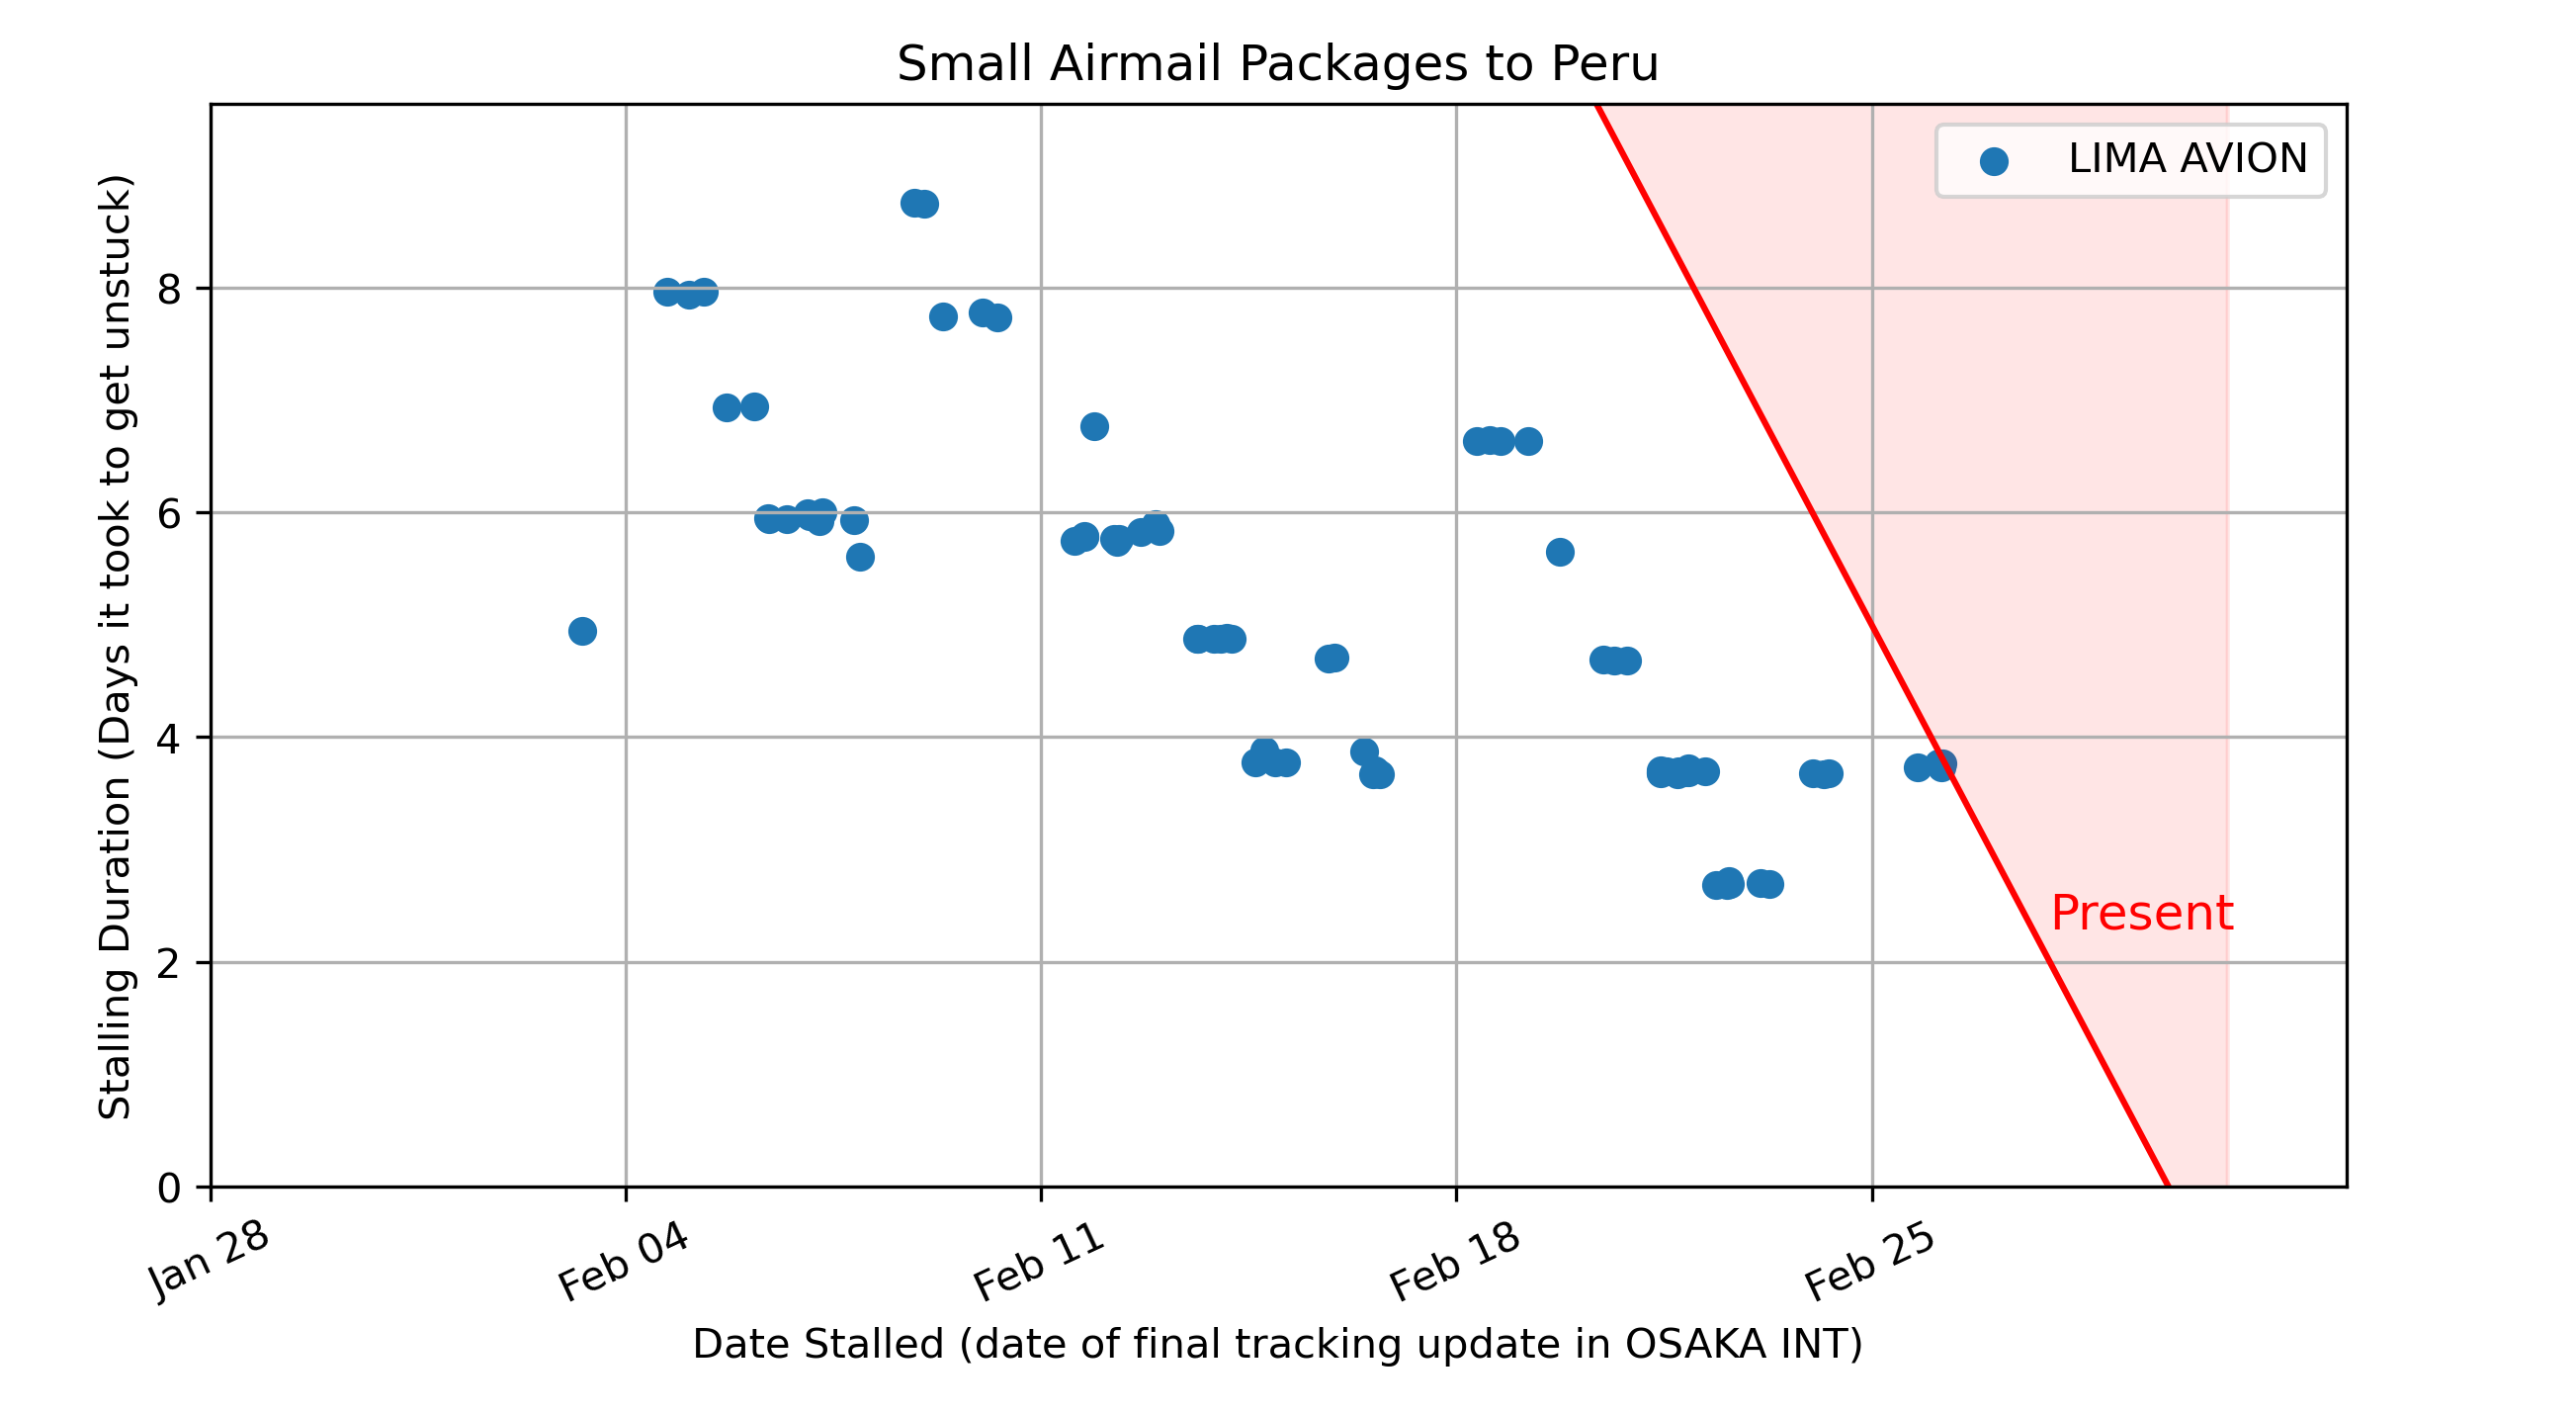 Small Airmail Packages to Peru
LIMA AVION
Stalling Duration (Days it took to get unstuck)
8
6
4
2
0
Present
Jan 28
Feb 04
Feb 11
Feb 18
Feb 25
Date Stalled (date of final tracking update in OSAKA INT)